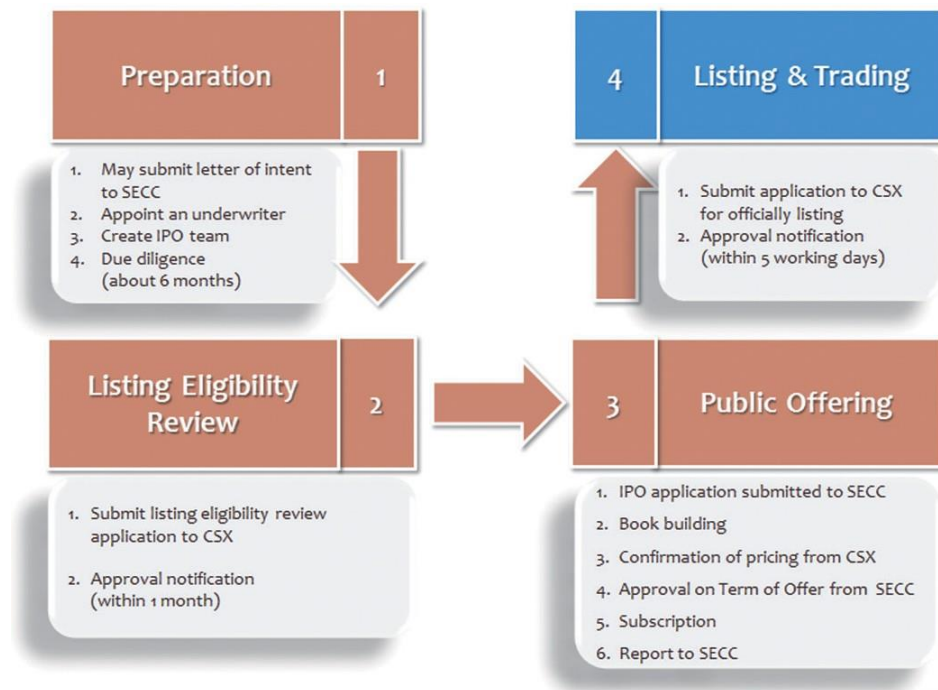 Preparation 1
1. May submit letter of intent
to SECC
2. Appoint an underwriter
3. Create IPO team
4. Due diligence
(about 6 months)
Listing Eligibility
Review
2
1. Submit listing eligibility review
application to CSX
2. Approval notification
(within 1 month)
3 Public Offering
1. IPO application submitted to SECC
2. Book building
3. Confirmation of pricing from CSX
4. Approval on Term of Offer from SECC
5. Subscription
6. Report to SECC
4 Listing & Trading
1. Submit application to CSX
for officially listing
2. Approval notification
(within 5 working days)